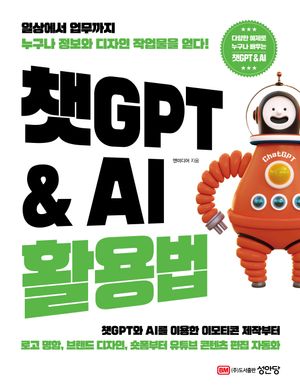 일상에서 업무까지
누구나 정보와 디자인 작업물을 얻다!
다양한 예제로
누구나 배우는
챗GPT & AI
챗GPT
앤미디어 지음
& AI
ChatGPT
활용법
챗GPT와 AI를 이용한 이모티콘 제작부터
로고 명함, 브랜드 디자인, 숏폼부터 유튜브 콘텐츠 편집 자동화
BM (주)도서출판 성안당